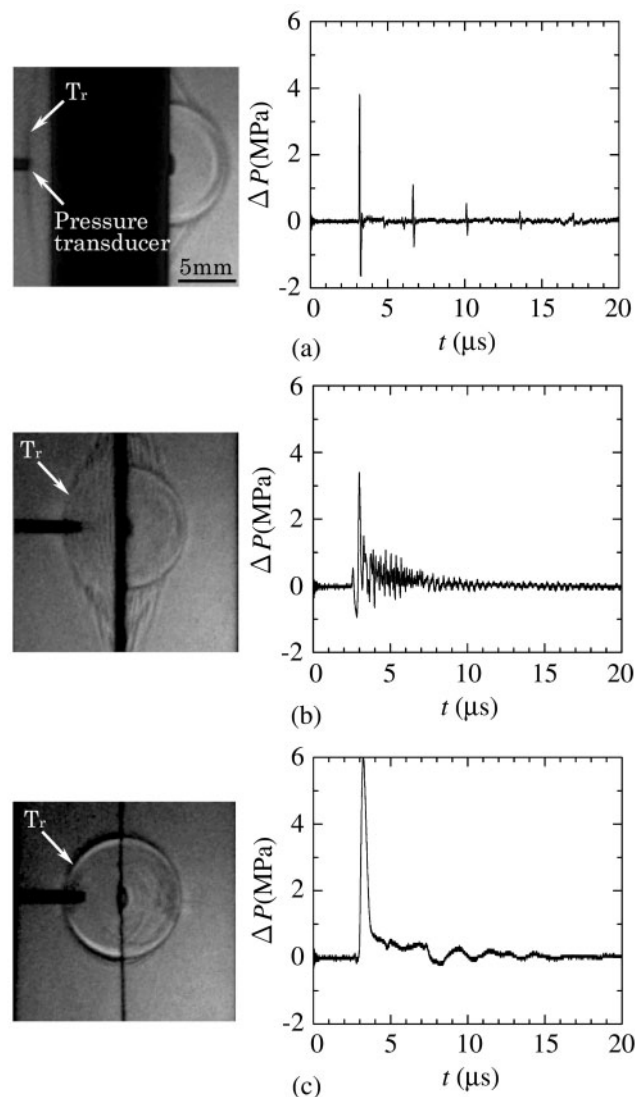 Tr
Pressure
transducer
5mm
ΔP(MPa)
6
4
2
0
-2
0 5 10 15 20
t (μs)
(a)
Tr
ΔP(MPa)
6
4
2
0
-2
0 5 10 15 20
t (μs)
(b)
Tr
ΔP(MPa)
6
4
2
0
-2
0 5 10 15 20
t (μs)
(c)